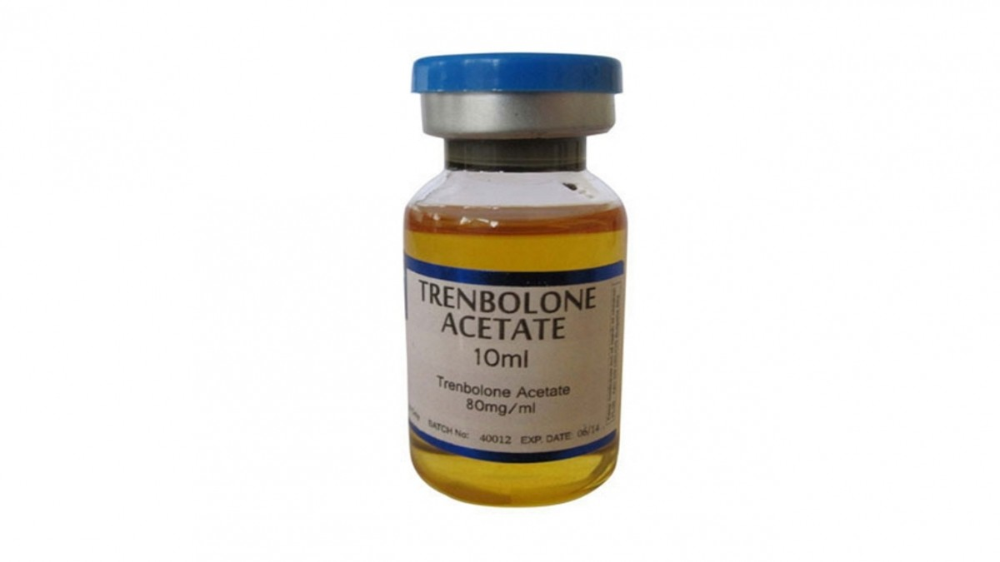 TRENBOLONE
ACETATE
10ml
Trenbolone Acetate
80mg/ml
BATCH No: 40012 EXP. DATE: 06/14